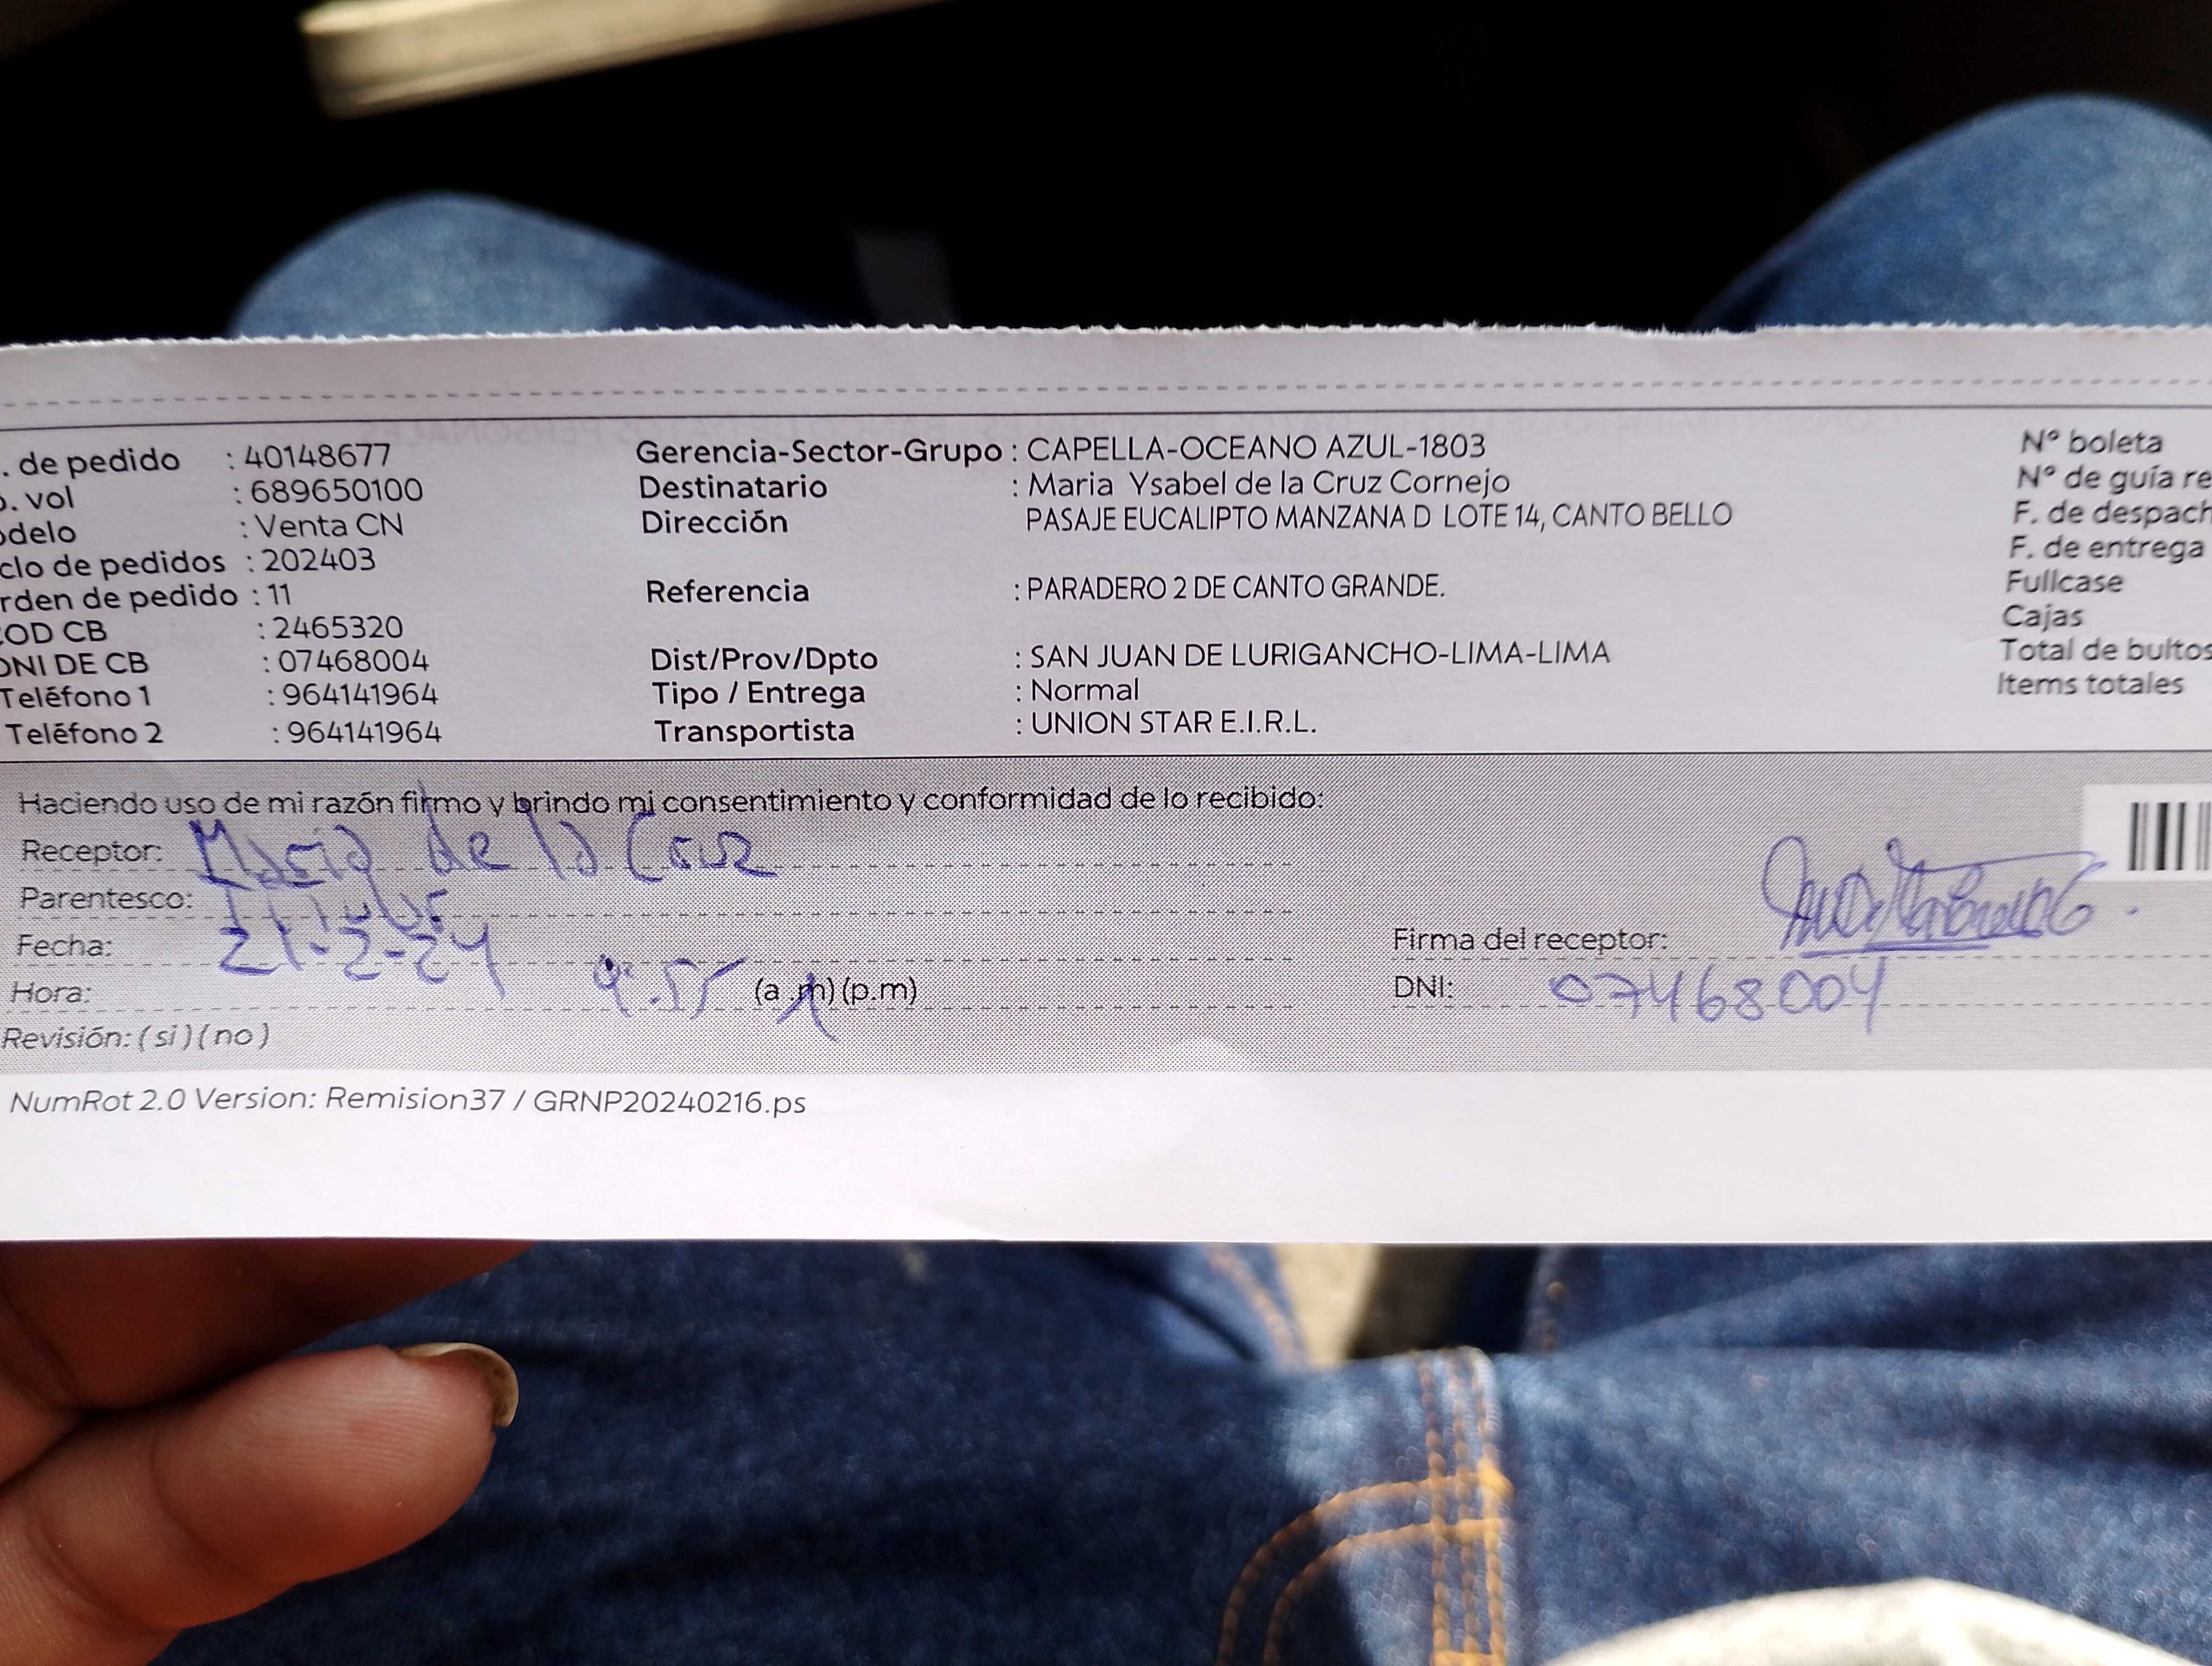 . de pedido : 40148677
. vol : 689650100
delo : Venta CN
clo de pedidos : 202403
rden de pedido : 11
OD CB : 2465320
DNI DE CB : 07468004
Teléfono 1 : 964141964
Teléfono 2 : 964141964
Gerencia-Sector-Grupo : CAPELLA-OCEANO AZUL-1803
Destinatario : Maria Ysabel de la Cruz Cornejo
Dirección PASAJE EUCALIPTO MANZANA D LOTE 14, CANTO BELLO
Referencia : PARADERO 2 DE CANTO GRANDE.
Dist/Prov/Dpto : SAN JUAN DE LURIGANCHO-LIMA-LIMA
Tipo / Entrega : Normal
Transportista : UNION STAR E.I.R.L.
Nº boleta
Nº de guía re
F. de despach
F. de entrega
Fullcase
Cajas
Total de bultos
Items totales
Haciendo uso de mi razón firmo y brindo mi consentimiento y conformidad de lo recibido:
Receptor: Maria de la Cruz
Parentesco:
Fecha: 21-2-24
Hora: 9:55 (a.m) (p.m)
Revisión: ( si ) ( no )
Firma del receptor:
DNI: 07468004
NumRot 2.0 Version: Remision37 / GRNP20240216.ps